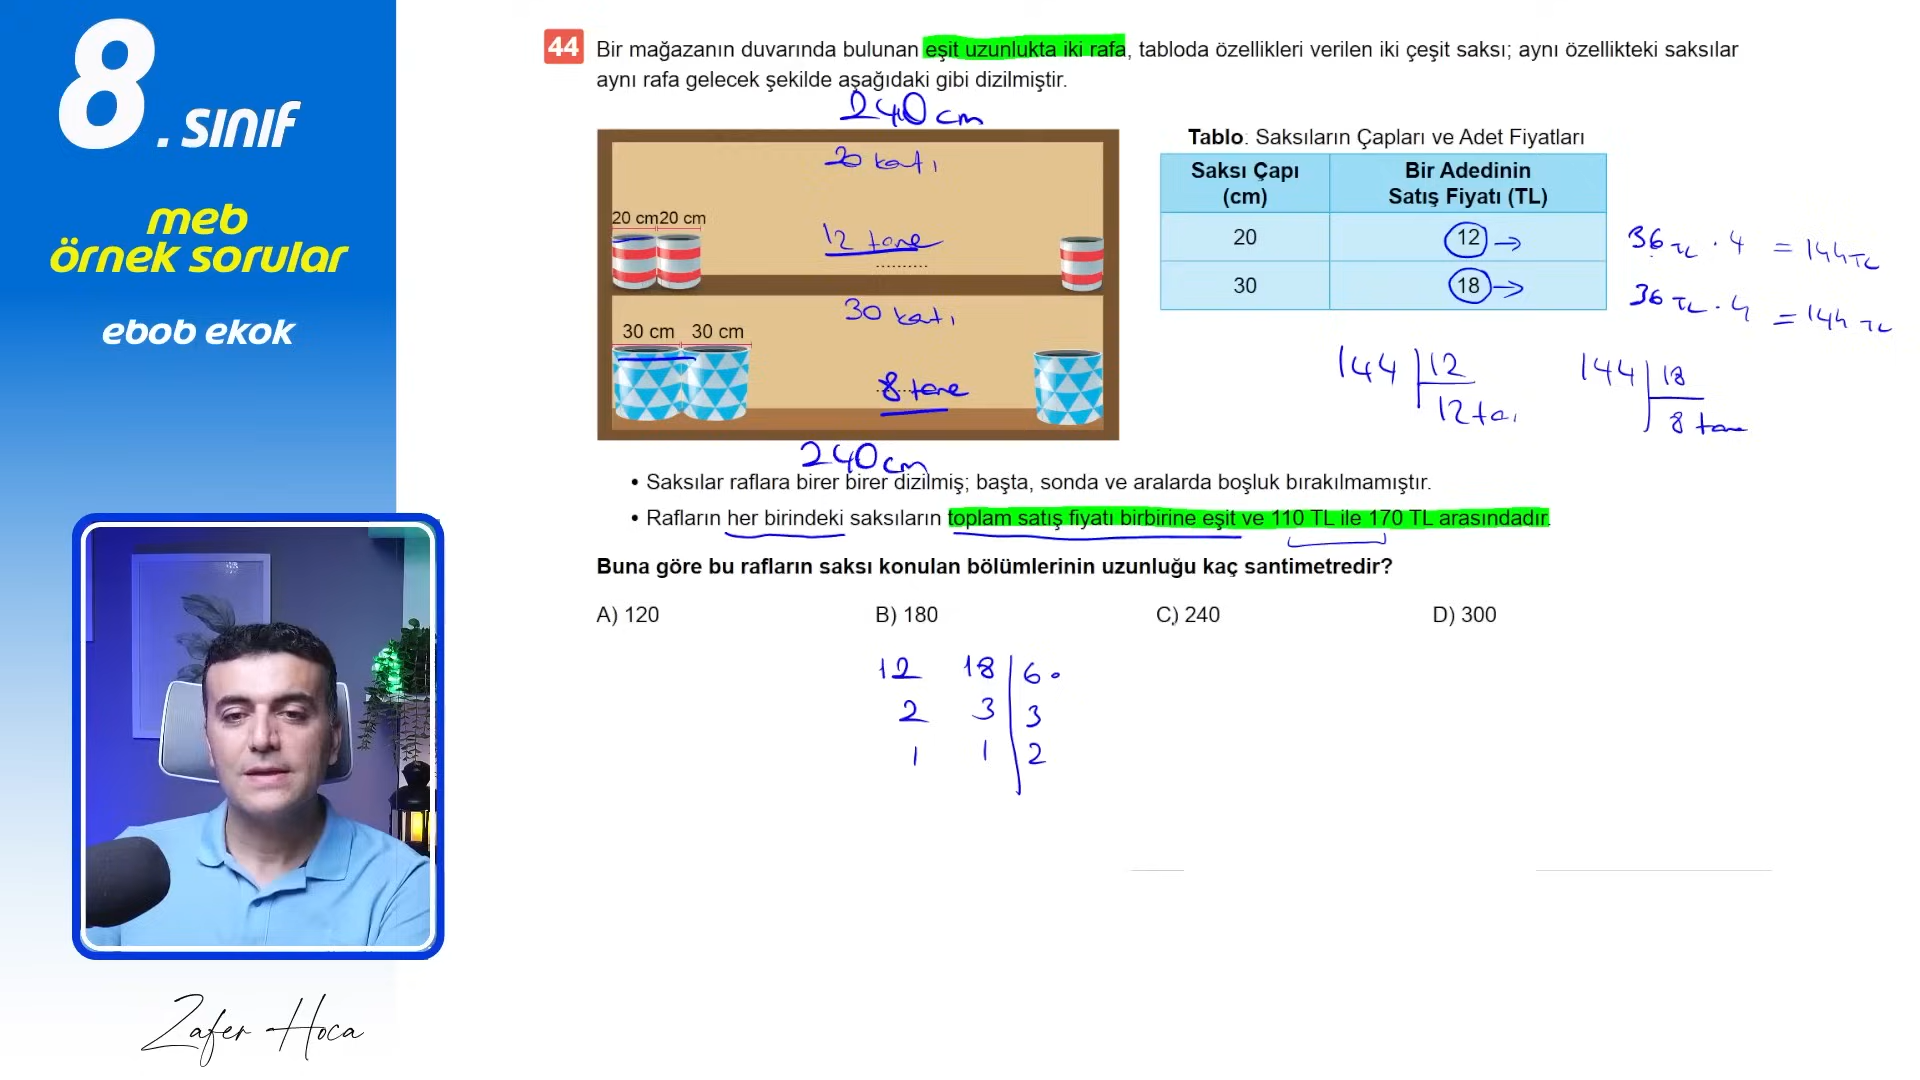 8. SINIF
meb
örnek sorular
ebob ekok
Zafer Hoca
44 Bir mağazanın duvarında bulunan eşit uzunlukta iki rafa, tabloda özellikleri verilen iki çeşit saksı; aynı özellikteki saksılar
aynı rafa gelecek şekilde aşağıdaki gibi dizilmiştir.
240 cm
20 katı
20 cm 20 cm
12 tane
30 katı
30 cm 30 cm
8 tane
240 cm
Tablo: Saksıların Çapları ve Adet Fiyatları
Saksı Çapı (cm) Bir Adedinin Satış Fiyatı (TL)
20 12 → 36 TL . 4 = 144 TL
30 18 → 36 TL . 4 = 144 TL
144 | 12 144 | 18
12 ta 8 tane
• Saksılar raflara birer birer dizilmiş; başta, sonda ve aralarda boşluk bırakılmamıştır.
• Rafların her birindeki saksıların toplam satış fiyatı birbirine eşit ve 110 TL ile 170 TL arasındadır.
Buna göre bu rafların saksı konulan bölümlerinin uzunluğu kaç santimetredir?
A) 120 B) 180 C) 240 D) 300
12 18 | 6 .
2 3 | 3
1 1 | 2